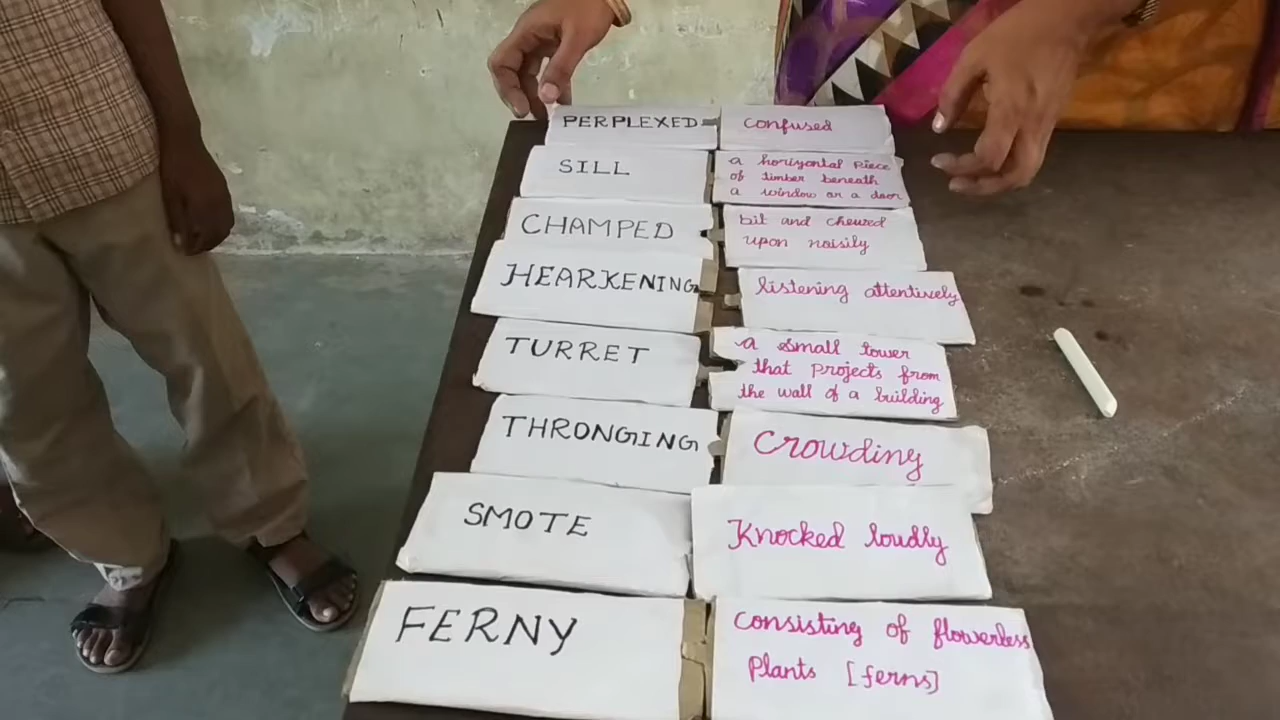 PERPLEXED
confused
SILL
a horizontal piece
of timber beneath
a window or a door
CHAMPED
bit and chewed
upon noisily
HEARKENING
listening attentively
TURRET
a small tower
that projects from
the wall of a building
THRONGING
Crowding
SMOTE
Knocked loudly
FERNY
Consisting of flowerless
plants [ferns]